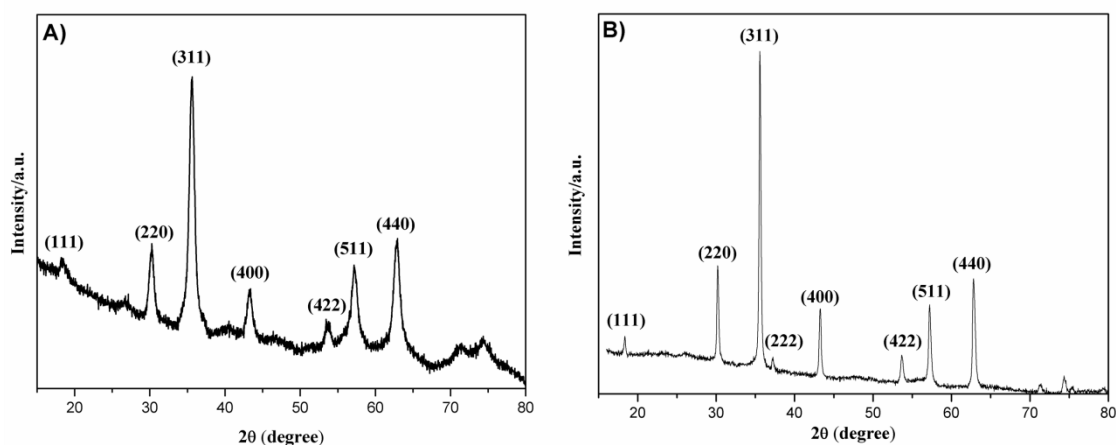 A)
(311)
(220)
(111)
(400)
(422)
(511)
(440)
Intensity/a.u.
20 30 40 50 60 70 80
2θ (degree)
B)
(311)
(220)
(111)
(222)
(400)
(422)
(511)
(440)
Intensity/a.u.
20 30 40 50 60 70 80
2θ (degree)